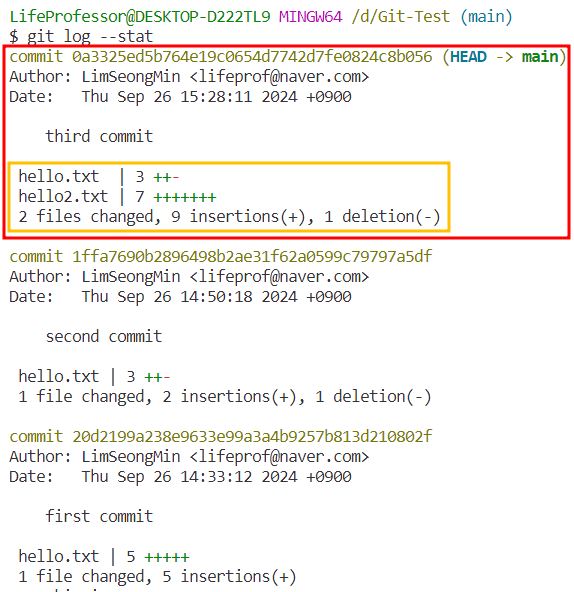 LifeProfessor@DESKTOP-D222TL9 MINGW64 /d/Git-Test (main)
$ git log --stat
commit 0a3325ed5b764e19c0654d7742d7fe0824c8b056 (HEAD -> main)
Author: LimSeongMin <lifeprof@naver.com>
Date:   Thu Sep 26 15:28:11 2024 +0900

    third commit

 hello.txt  | 3 ++-
 hello2.txt | 7 +++++++
 2 files changed, 9 insertions(+), 1 deletion(-)

commit 1ffa7690b2896498b2ae31f62a0599c79797a5df
Author: LimSeongMin <lifeprof@naver.com>
Date:   Thu Sep 26 14:50:18 2024 +0900

    second commit

 hello.txt | 3 ++-
 1 file changed, 2 insertions(+), 1 deletion(-)

commit 20d2199a238e9633e99a3a4b9257b813d210802f
Author: LimSeongMin <lifeprof@naver.com>
Date:   Thu Sep 26 14:33:12 2024 +0900

    first commit

 hello.txt | 5 +++++
 1 file changed, 5 insertions(+)